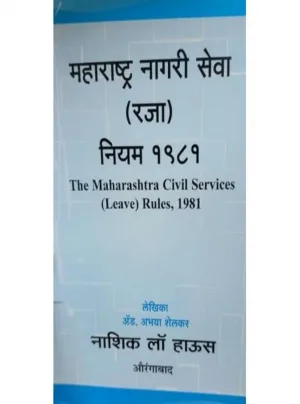 महाराष्ट्र नागरी सेवा
(रजा)
नियम १९८१
The Maharashtra Civil Services
(Leave) Rules, 1981
लेखिका
ॲड. अभया शेलकर
नाशिक लॉ हाऊस
औरंगाबाद